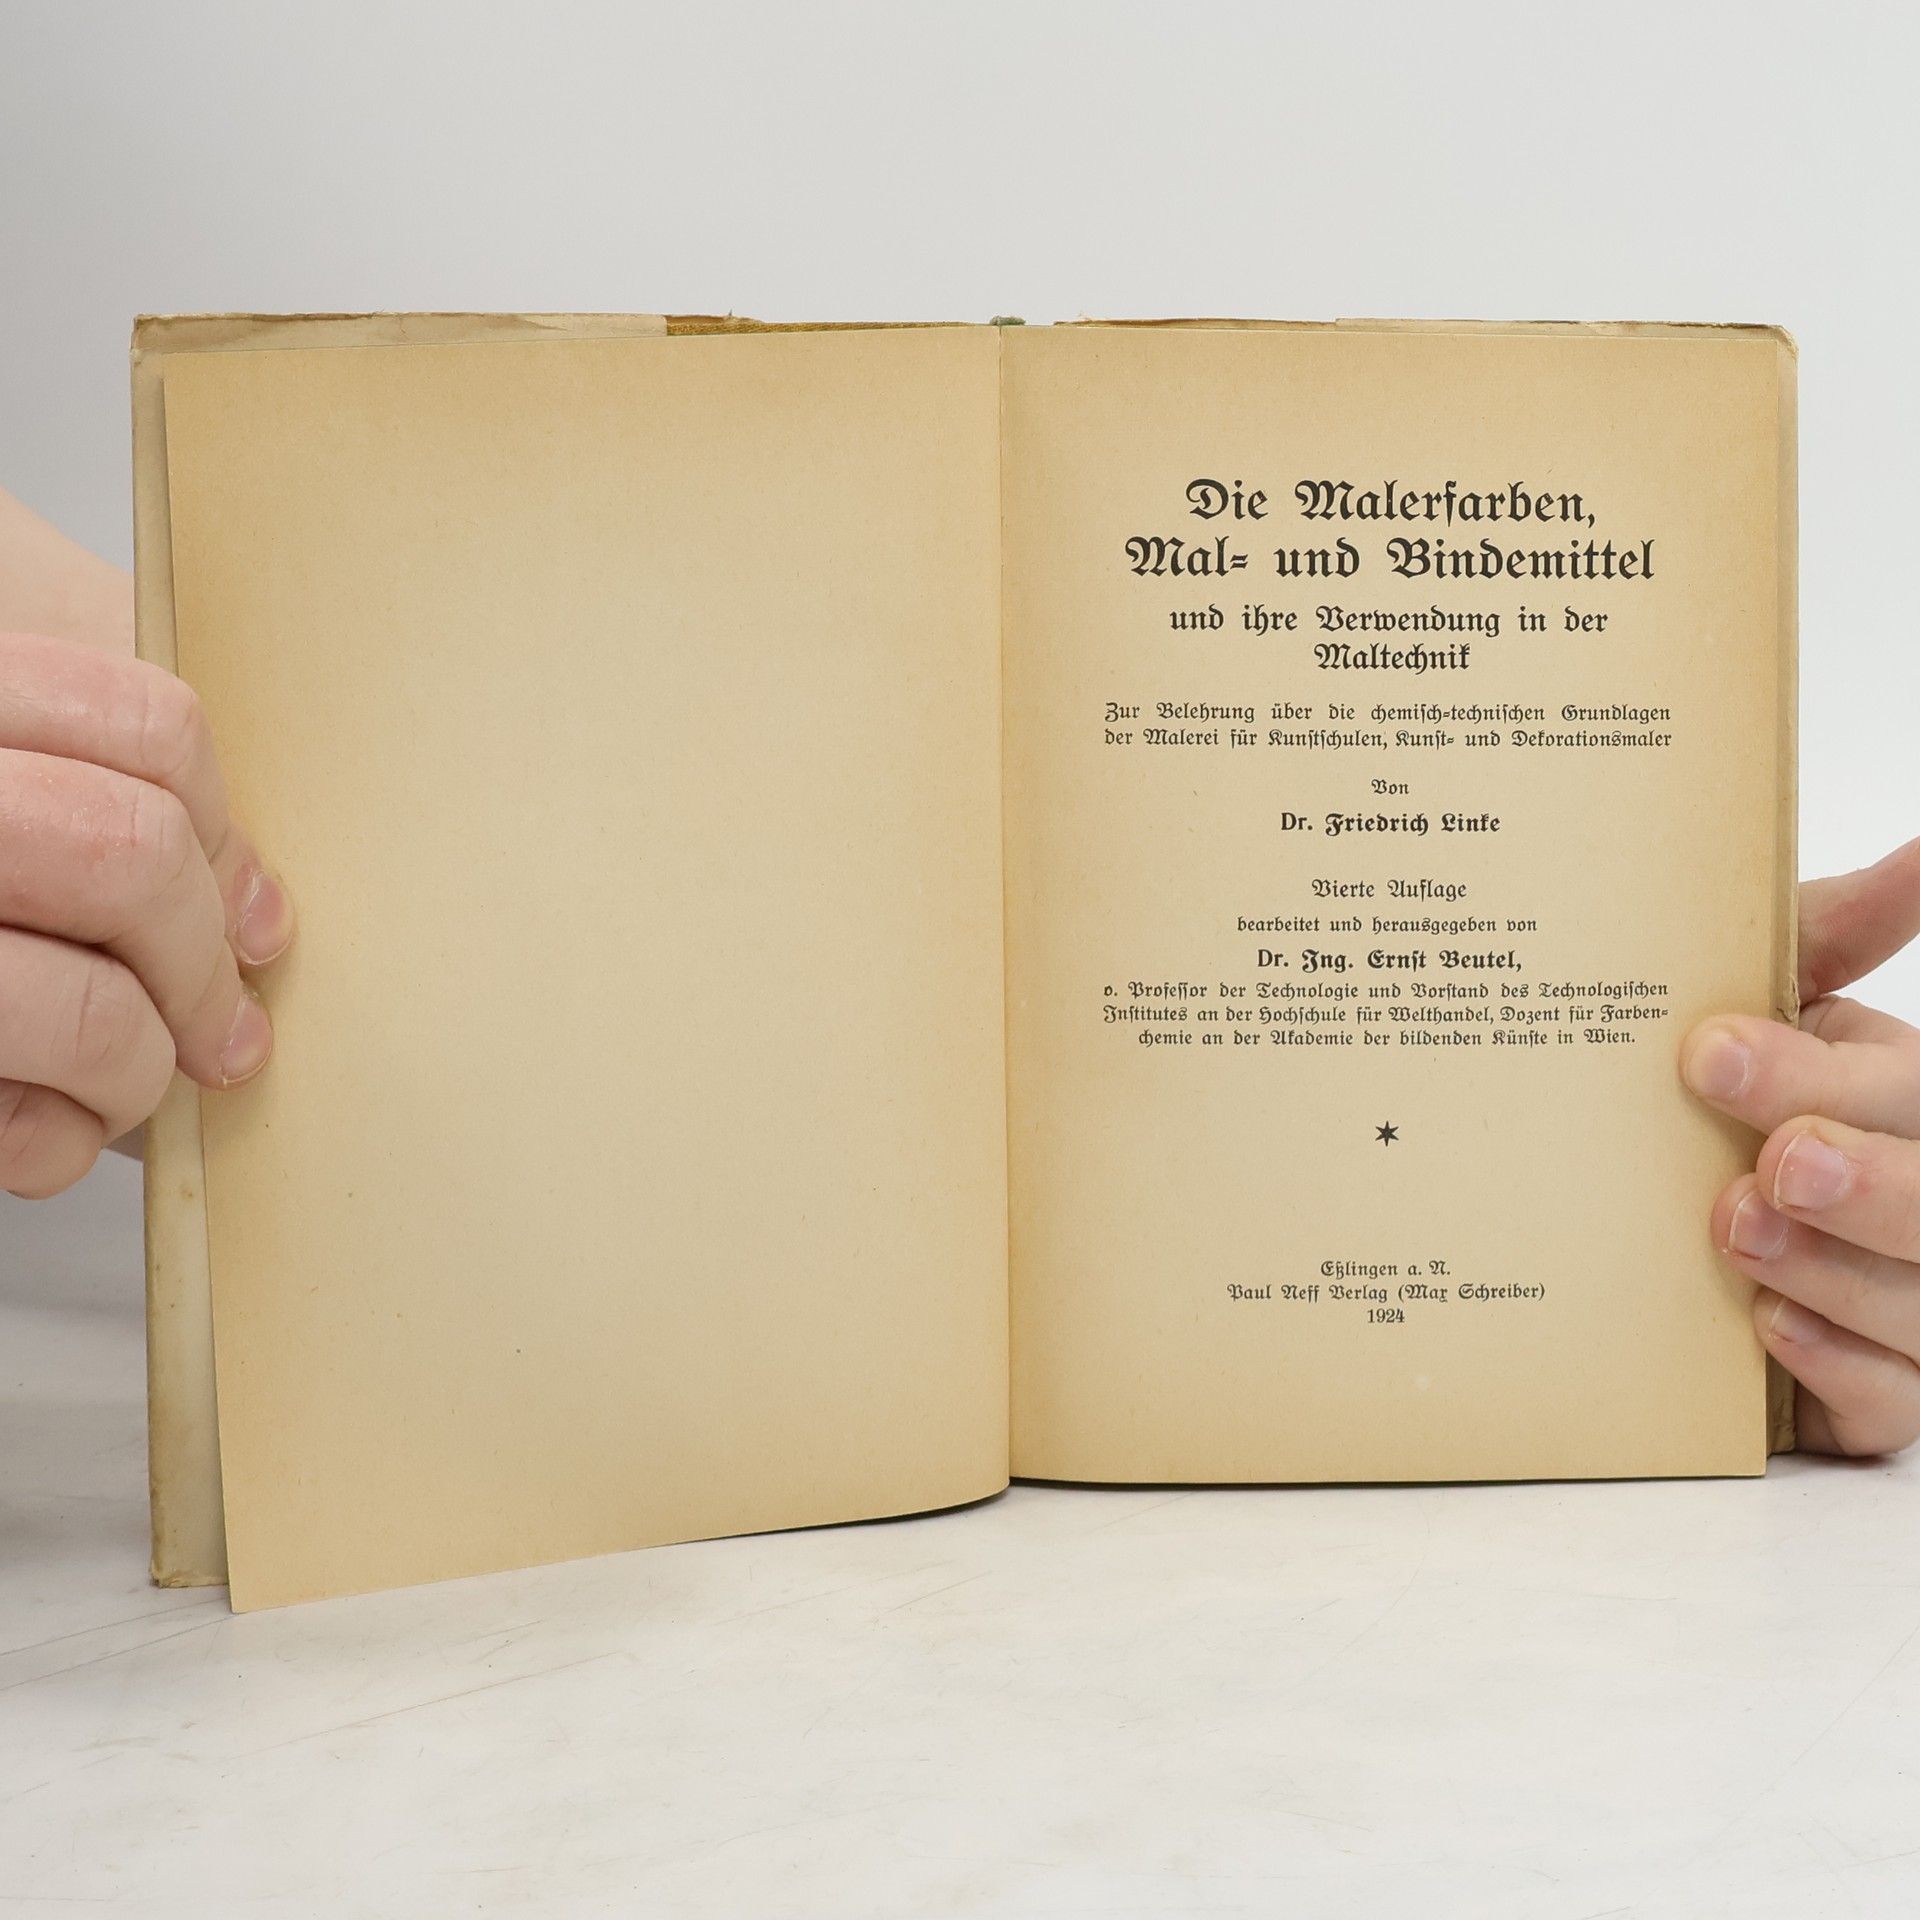 Die Malerfarben,
Mal- und Bindemittel
und ihre Verwendung in der
Maltechnik
Zur Belehrung über die chemisch-technischen Grundlagen
der Malerei für Kunstschulen, Kunst- und Dekorationsmaler
Von
Dr. Friedrich Linke
Vierte Auflage
bearbeitet und herausgegeben von
Dr. Ing. Ernst Beutel,
o. Professor der Technologie und Vorstand des Technologischen
Institutes an der Hochschule für Welthandel, Dozent für Farben-
chemie an der Akademie der bildenden Künste in Wien.
Eßlingen a. N.
Paul Neff Verlag (Max Schreiber)
1924